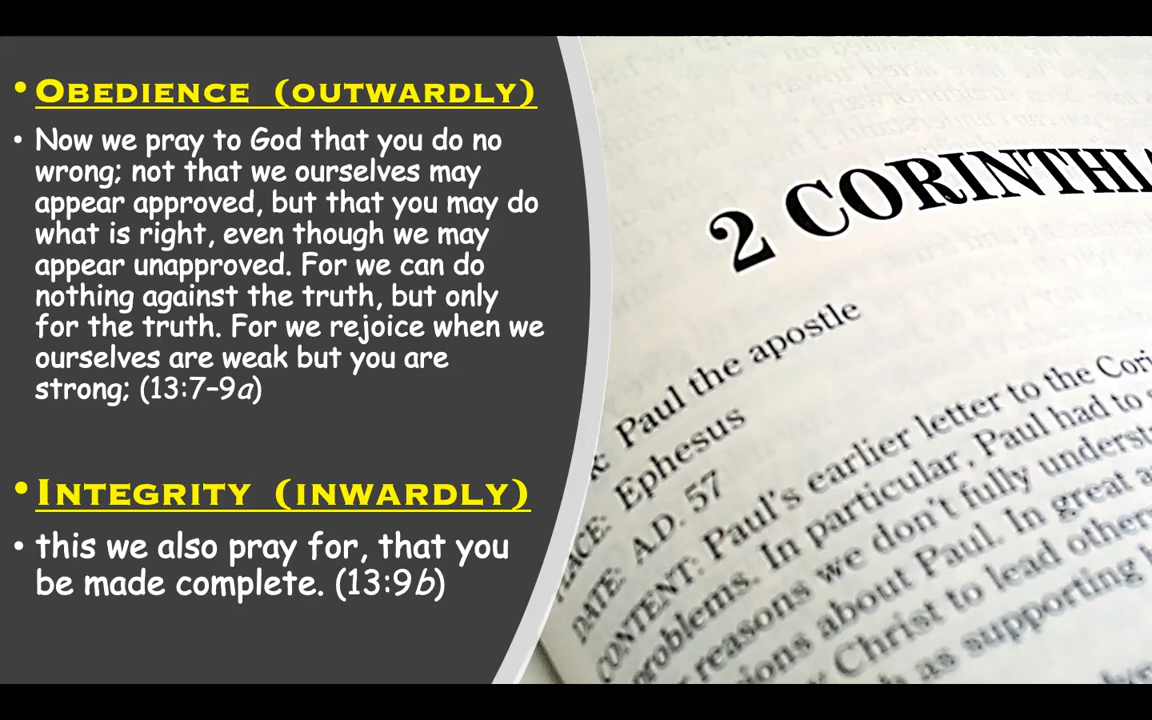 • OBEDIENCE (OUTWARDLY)
• Now we pray to God that you do no
wrong; not that we ourselves may
appear approved, but that you may do
what is right, even though we may
appear unapproved. For we can do
nothing against the truth, but only
for the truth. For we rejoice when we
ourselves are weak but you are
strong; (13:7–9a)
• INTEGRITY (INWARDLY)
• this we also pray for, that you
be made complete. (13:9b)
2 CORINTHI
Paul the apostle
Ephesus
DATE: A.D. 57
CONTENT: Paul's earlier letter to the Cori
problems. In particular, Paul had to
reasons we don't fully underst
about Paul. In great
Christ to lead other
as supporting